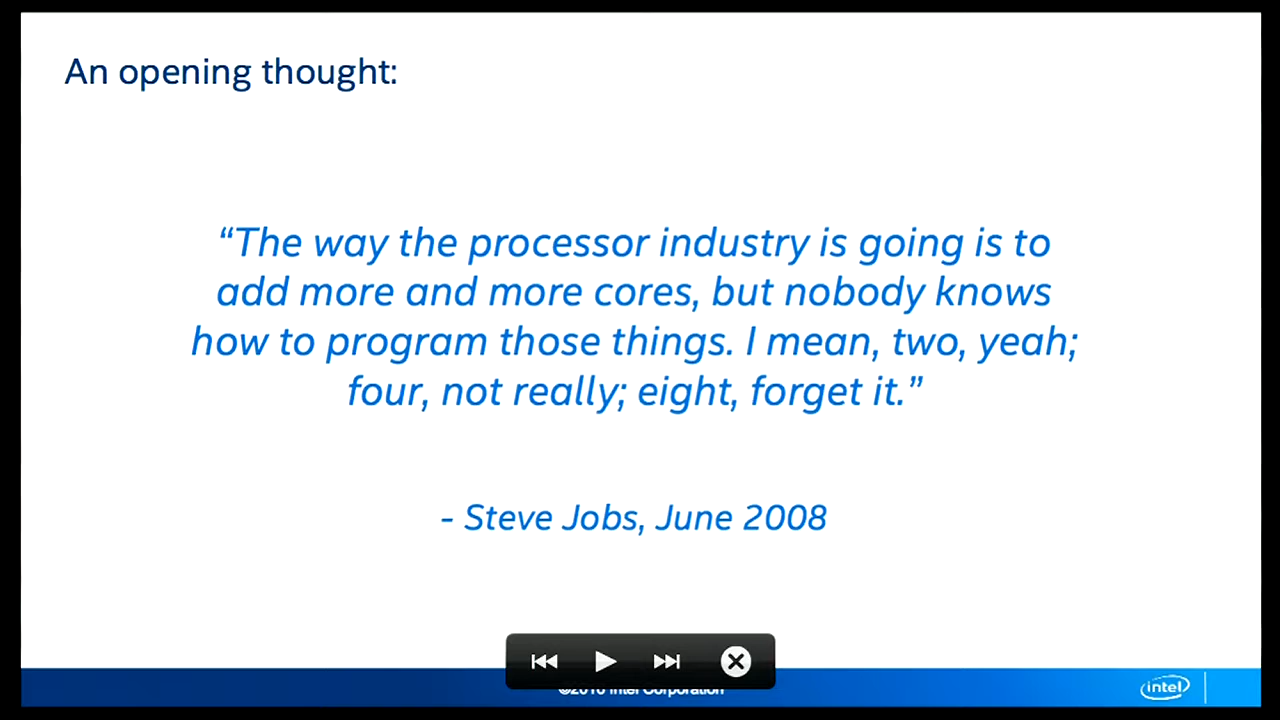 An opening thought:
“The way the processor industry is going is to
add more and more cores, but nobody knows
how to program those things. I mean, two, yeah;
four, not really; eight, forget it.”
- Steve Jobs, June 2008
Intel Corporation
intel